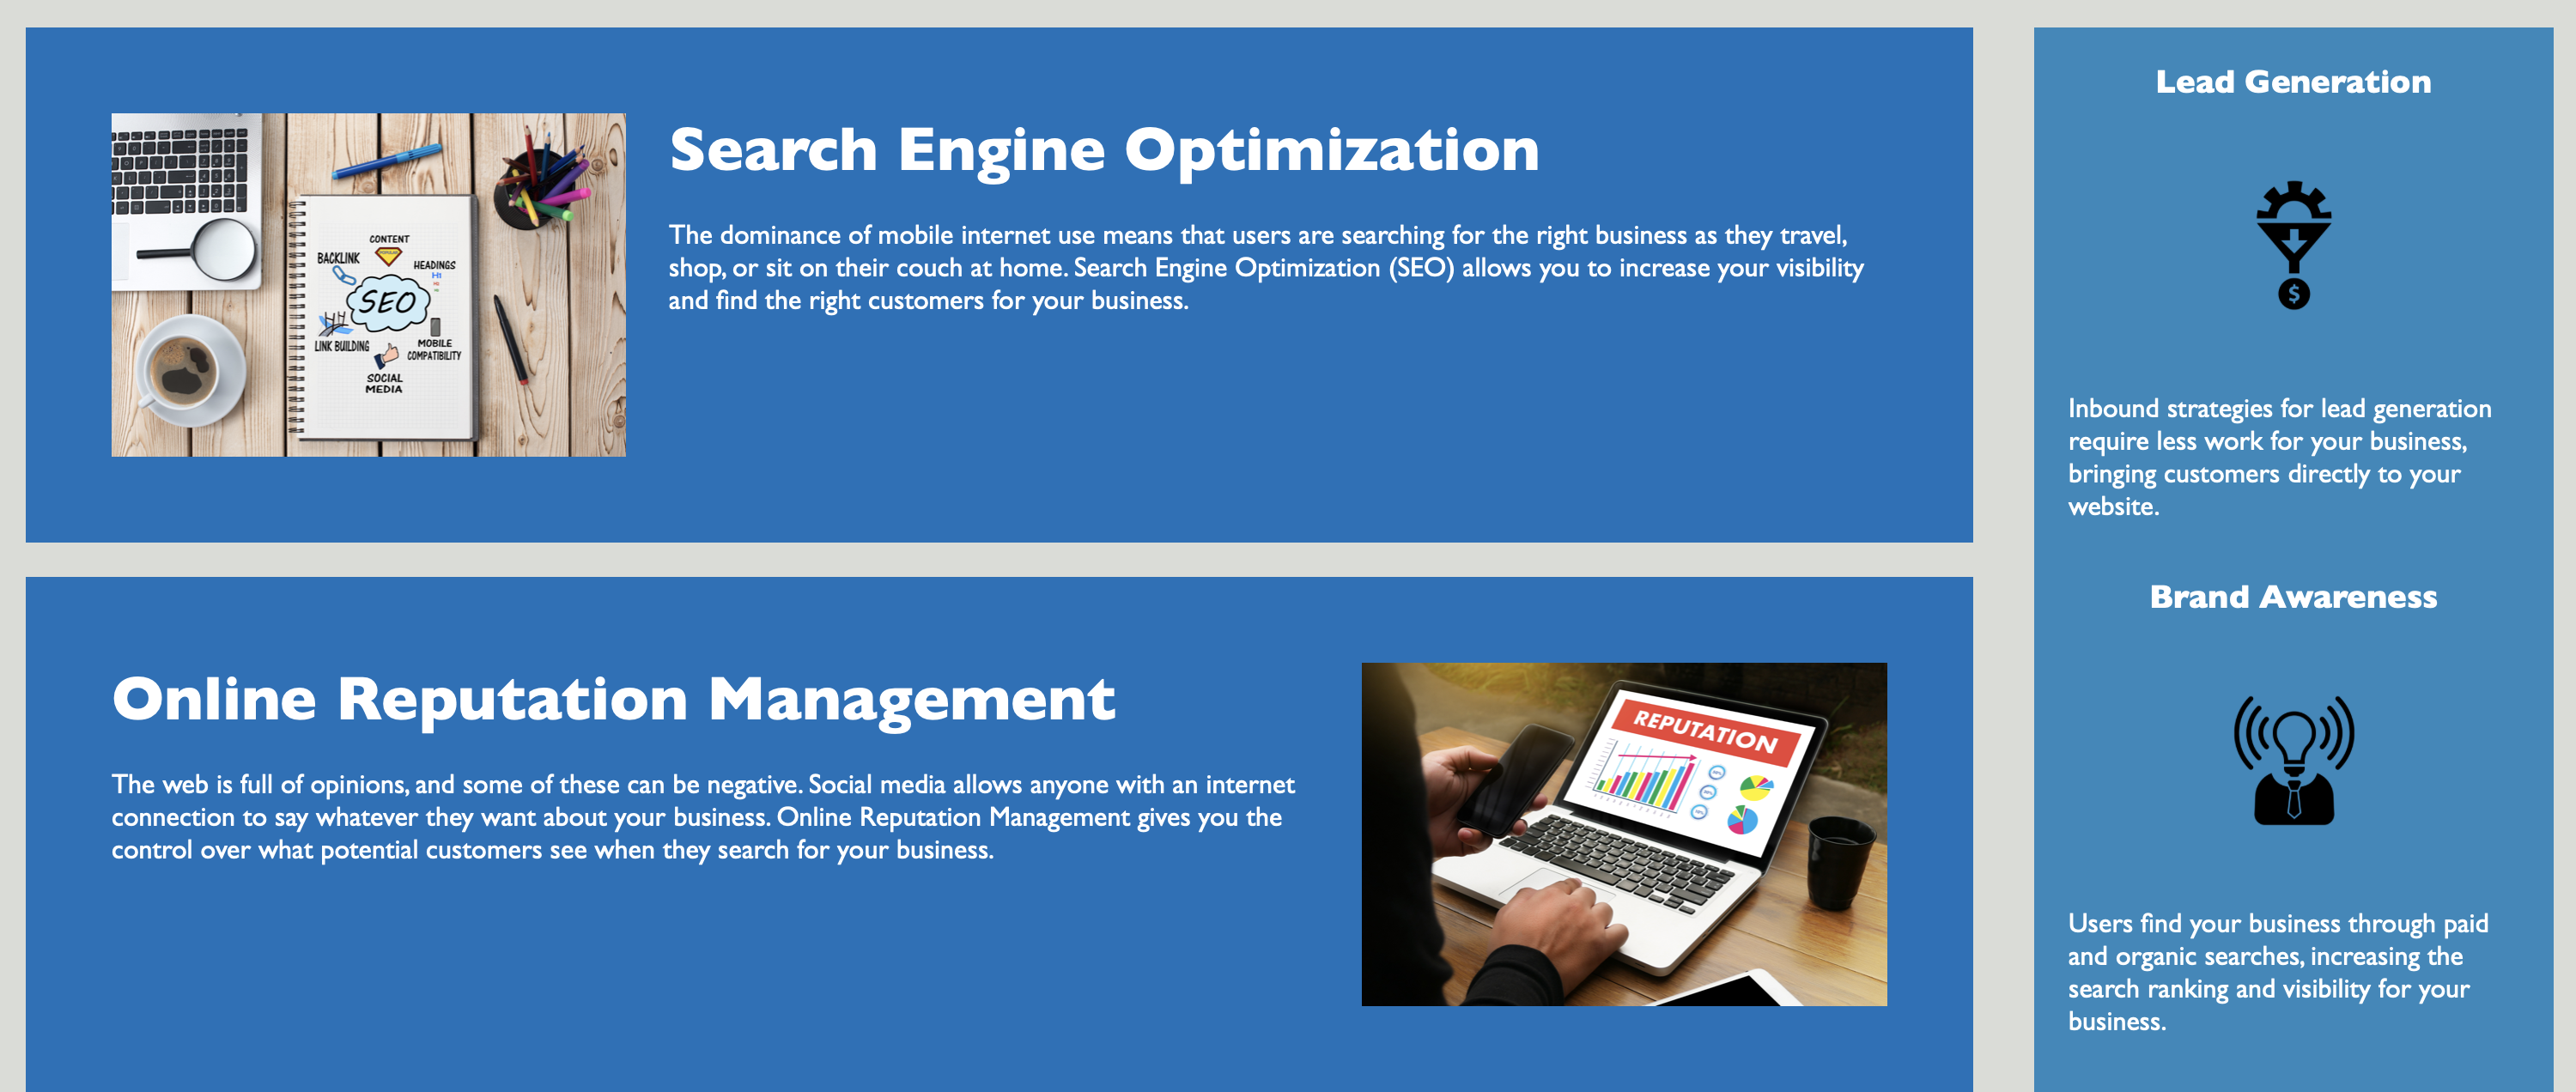 Search Engine Optimization
The dominance of mobile internet use means that users are searching for the right business as they travel,
shop, or sit on their couch at home. Search Engine Optimization (SEO) allows you to increase your visibility
and find the right customers for your business.
CONTENT
BACKLINK
HEADINGS
H1
SEO
LINK BUILDING
MOBILE
COMPATIBILITY
SOCIAL
MEDIA
Online Reputation Management
The web is full of opinions, and some of these can be negative. Social media allows anyone with an internet
connection to say whatever they want about your business. Online Reputation Management gives you the
control over what potential customers see when they search for your business.
REPUTATION
Lead Generation
$
Inbound strategies for lead generation
require less work for your business,
bringing customers directly to your
website.
Brand Awareness
Users find your business through paid
and organic searches, increasing the
search ranking and visibility for your
business.